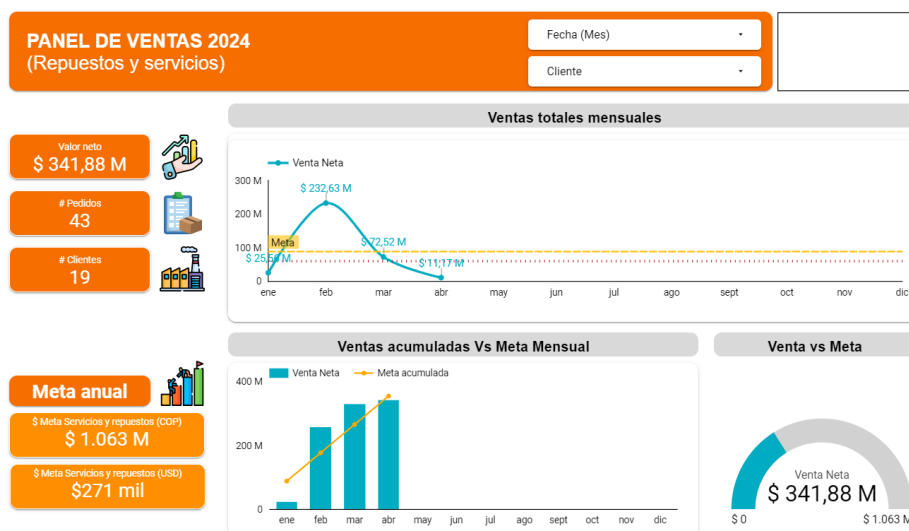 PANEL DE VENTAS 2024
(Repuestos y servicios)
Fecha (Mes)
Cliente
Valor neto
$ 341,88 M
# Pedidos
43
# Clientes
19
Ventas totales mensuales
Venta Neta
300 M
200 M
100 M
0
Meta
$ 232,63 M
$ 72,52 M
$ 11,17 M
ene feb mar abr may jun jul ago sept oct nov dic
Meta anual
$ Meta Servicios y repuestos (COP)
$ 1.063 M
$ Meta Servicios y repuestos (USD)
$271 mil
Ventas acumuladas Vs Meta Mensual
Venta Neta Meta acumulada
400 M
200 M
0
ene feb mar abr may jun jul ago sept oct nov dic
Venta vs Meta
Venta Neta
$ 341,88 M
$ 0 $ 1.063 M